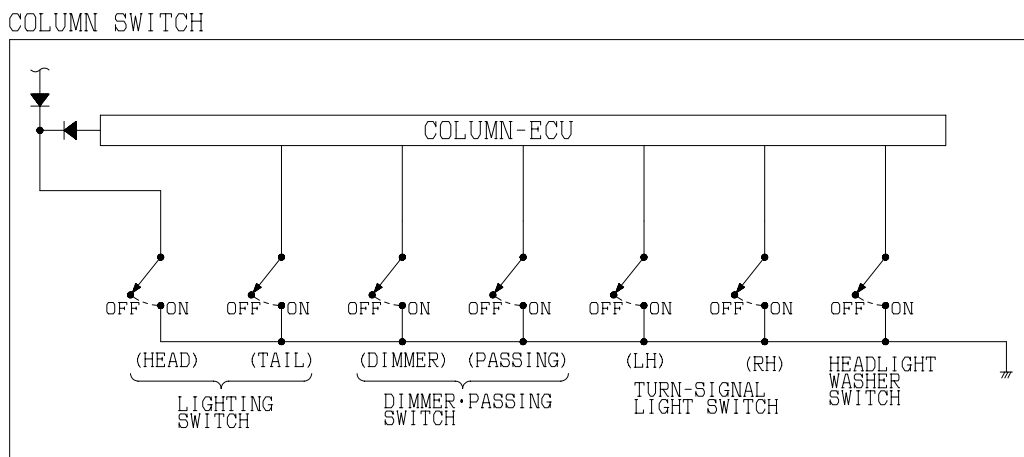 COLUMN SWITCH
COLUMN-ECU
OFF ON OFF ON OFF ON OFF ON OFF ON OFF ON OFF ON
(HEAD) (TAIL) (DIMMER) (PASSING) (LH) (RH)
LIGHTING
SWITCH
DIMMER·PASSING
SWITCH
TURN-SIGNAL
LIGHT SWITCH
HEADLIGHT
WASHER
SWITCH